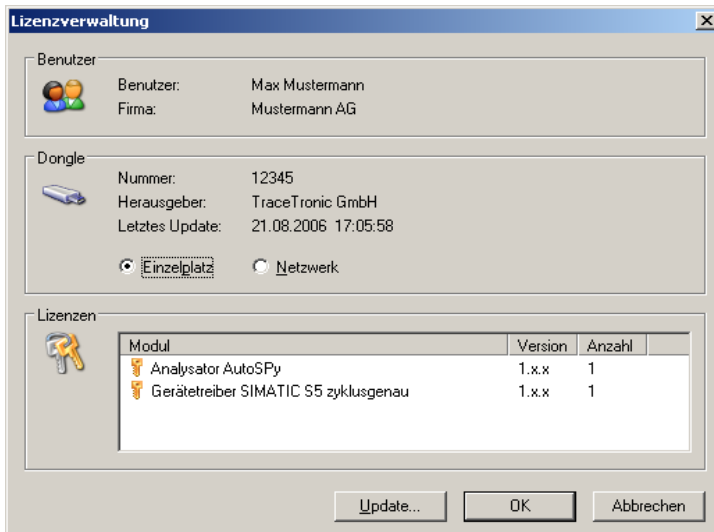 Lizenzverwaltung
Benutzer
Benutzer: Max Mustermann
Firma: Mustermann AG
Dongle
Nummer: 12345
Herausgeber: TraceTronic GmbH
Letztes Update: 21.08.2006 17:05:58
Einzelplatz Netzwerk
Lizenzen
Modul Version Anzahl
Analysator AutoSPy 1.x.x 1
Gerätetreiber SIMATIC S5 zyklusgenau 1.x.x 1
Update... OK Abbrechen